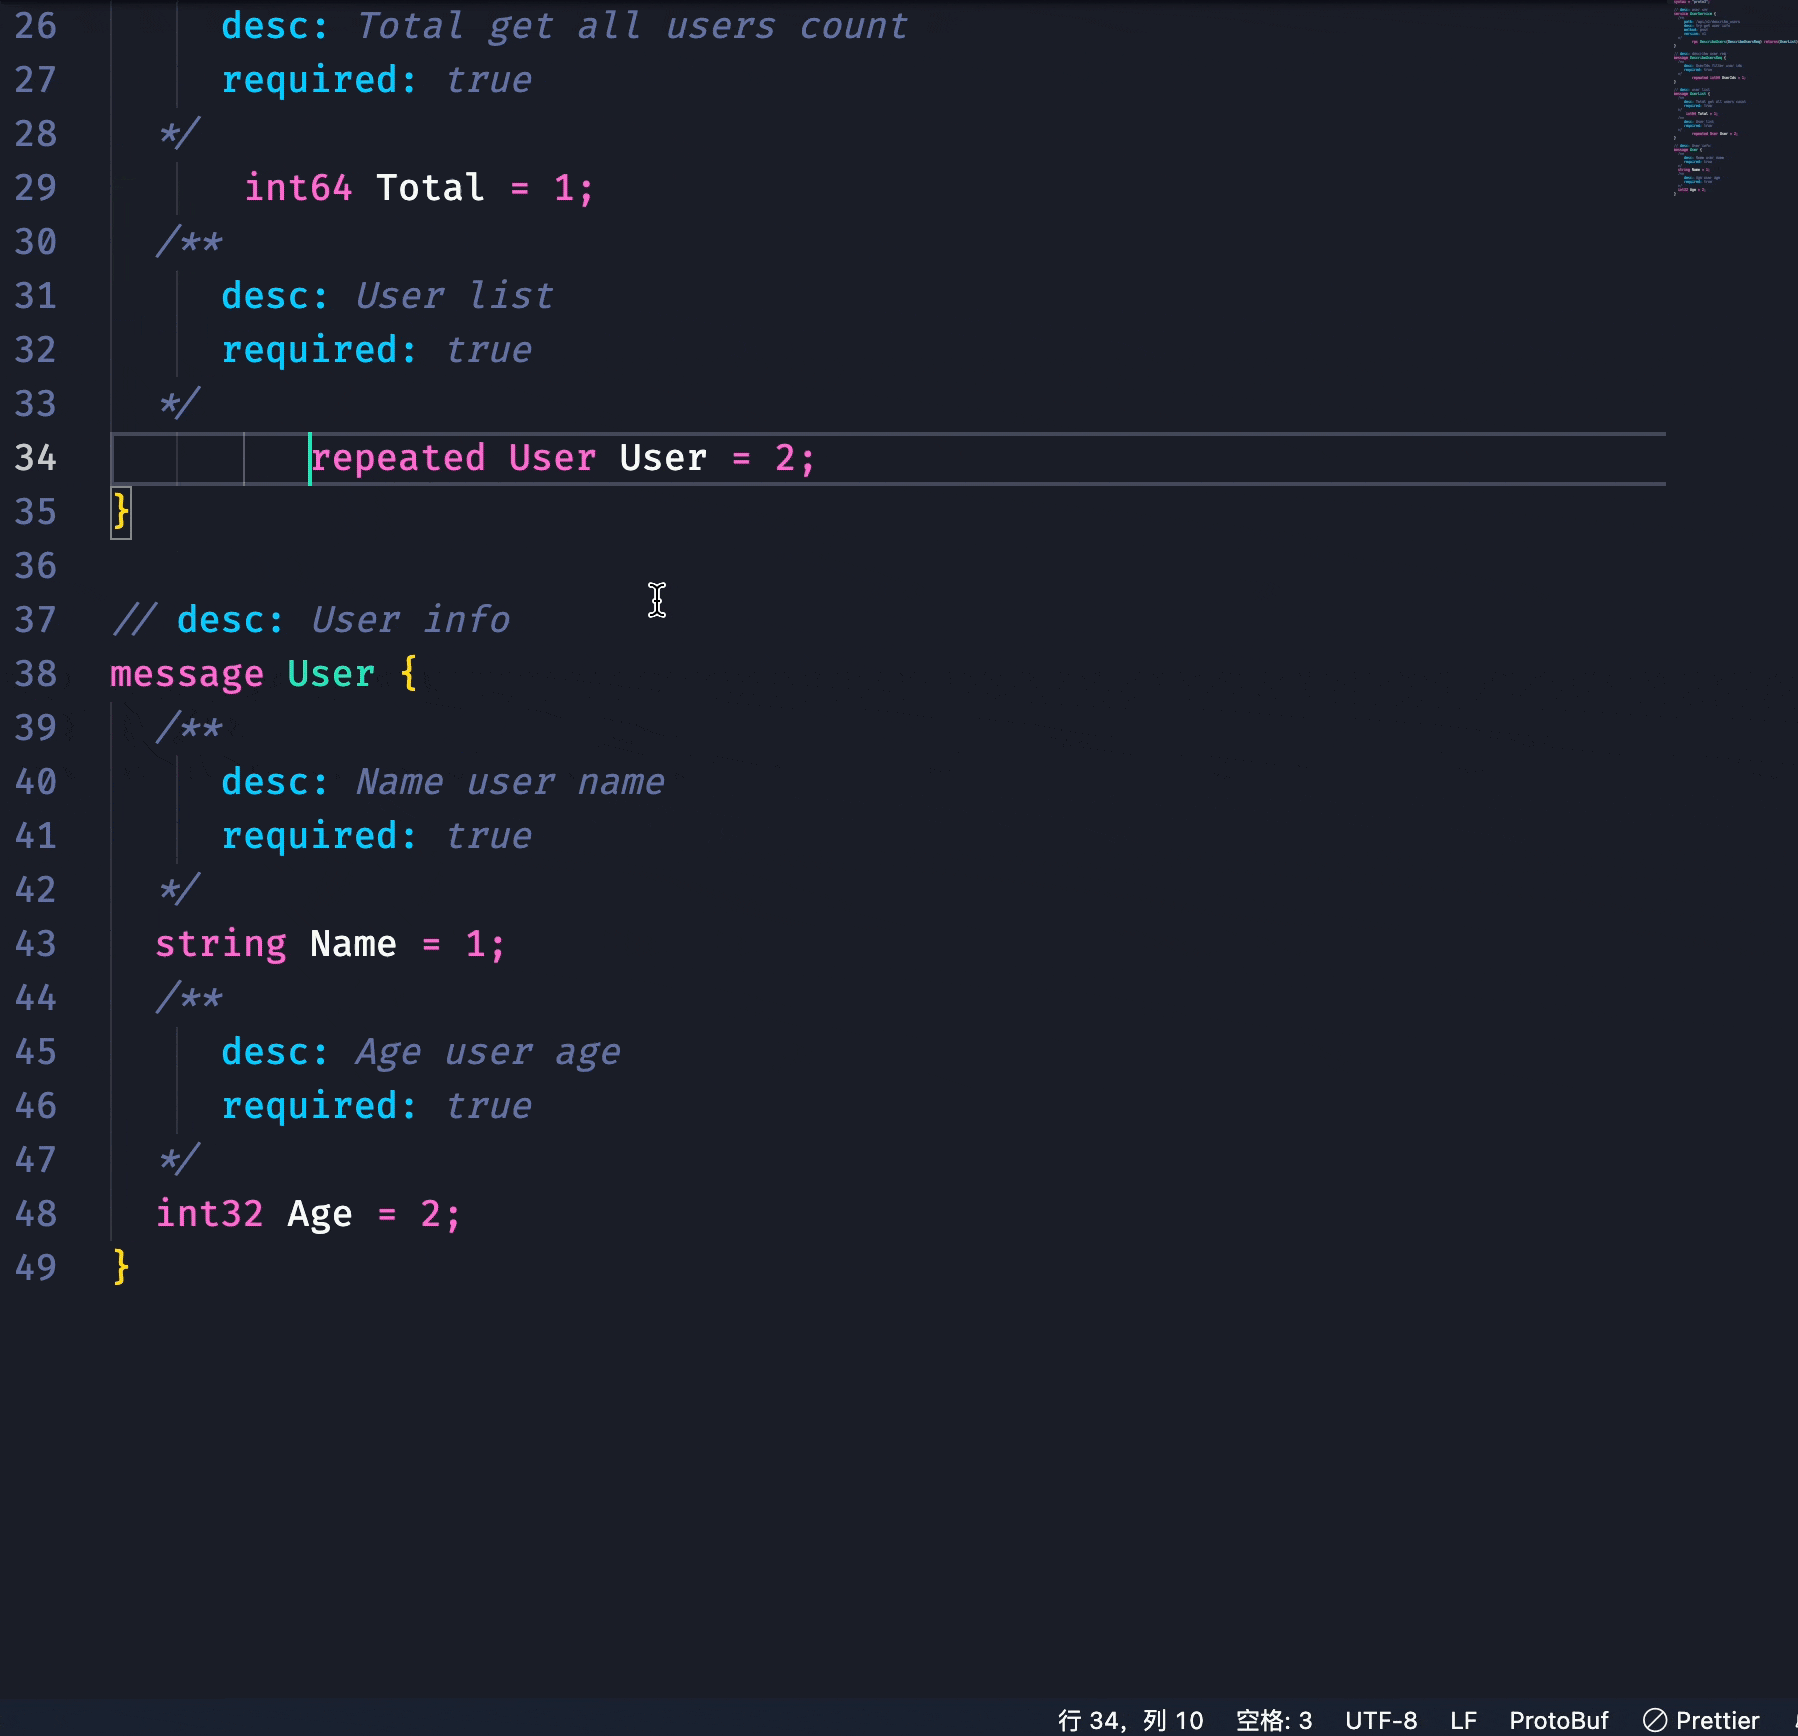 26 desc: Total get all users count
27 required: true
28 */
29 int64 Total = 1;
30 /**
31 desc: User list
32 required: true
33 */
34 repeated User User = 2;
35 }
36
37 // desc: User info
38 message User {
39 /**
40 desc: Name user name
41 required: true
42 */
43 string Name = 1;
44 /**
45 desc: Age user age
46 required: true
47 */
48 int32 Age = 2;
49 }
行 34，列 10 空格: 3 UTF-8 LF ProtoBuf Prettier